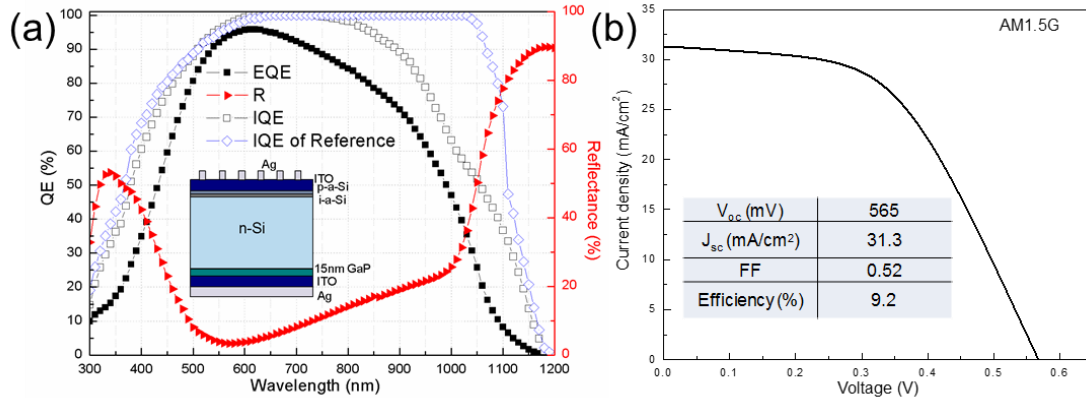 (a)
100
90
80
70
60
50
40
30
20
10
0
QE (%)
EQE
R
IQE
IQE of Reference
Ag
ITO
p-a-Si
i-a-Si
n-Si
15nm GaP
ITO
Ag
100
80
60
40
20
0
Reflectance (%)
300 400 500 600 700 800 900 1000 1100 1200
Wavelength (nm)
(b)
AM1.5G
35
30
25
20
15
10
5
0
Current density (mA/cm²)
V_oc (mV) 565
J_sc (mA/cm²) 31.3
FF 0.52
Efficiency (%) 9.2
0.0 0.1 0.2 0.3 0.4 0.5 0.6
Voltage (V)